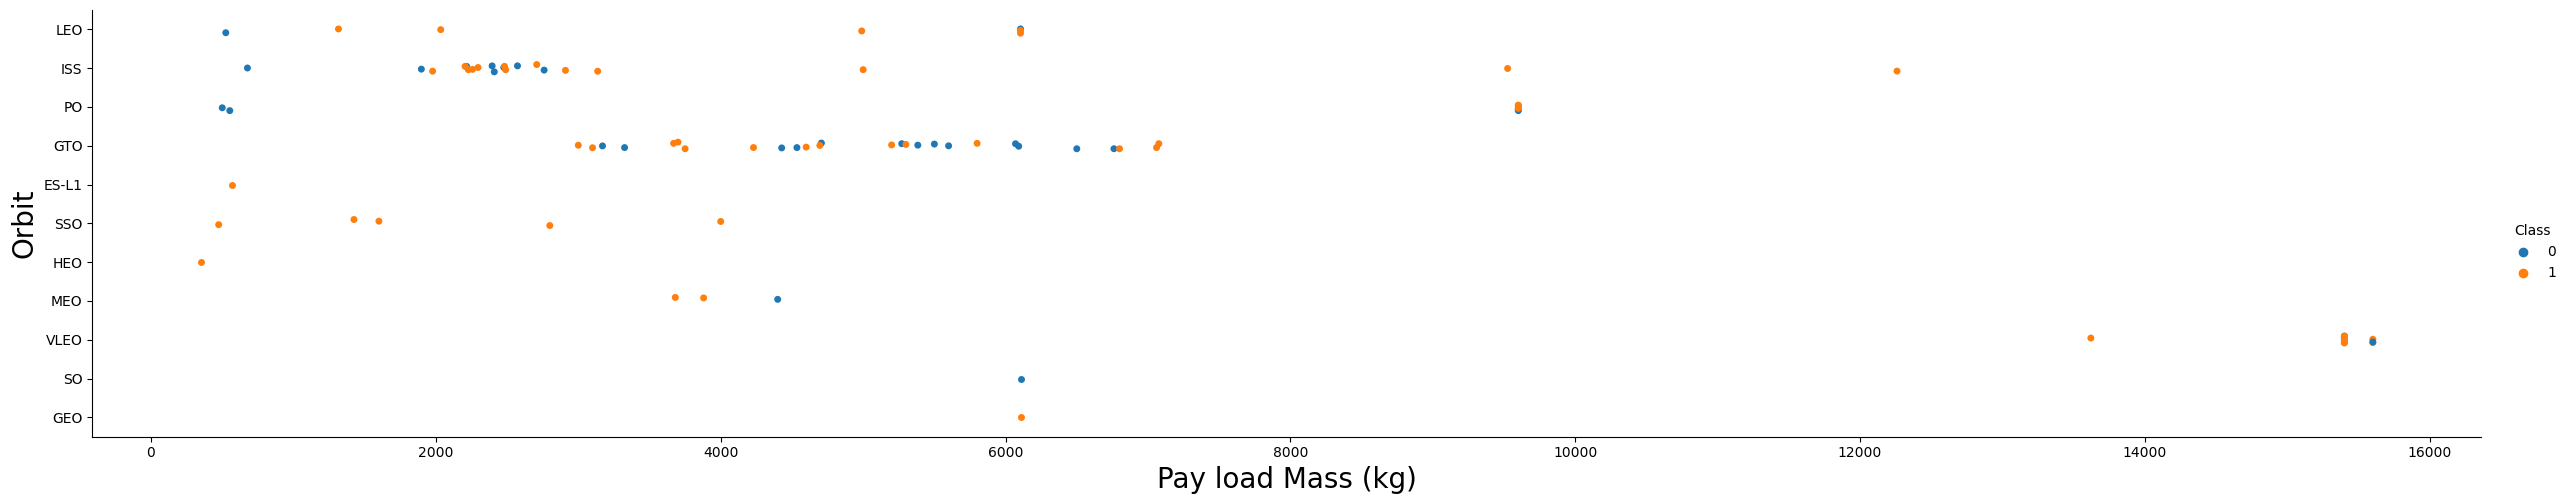 Orbit
LEO
ISS
PO
GTO
ES-L1
SSO
HEO
MEO
VLEO
SO
GEO
0 2000 4000 6000 8000 10000 12000 14000 16000
Pay load Mass (kg)
Class
0
1